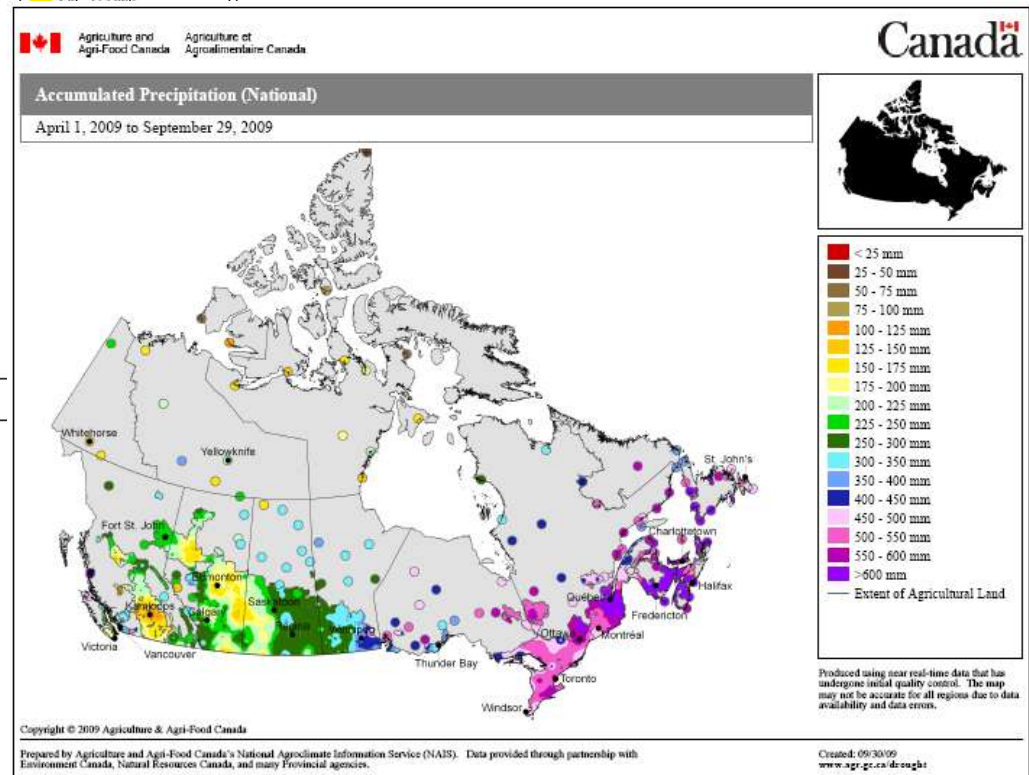 Agriculture and Agriculture et
Agri-Food Canada Agroalimentaire Canada
Canada
Accumulated Precipitation (National)
April 1, 2009 to September 29, 2009
< 25 mm
25 - 50 mm
50 - 75 mm
75 - 100 mm
100 - 125 mm
125 - 150 mm
150 - 175 mm
175 - 200 mm
200 - 225 mm
225 - 250 mm
250 - 300 mm
300 - 350 mm
350 - 400 mm
400 - 450 mm
450 - 500 mm
500 - 550 mm
550 - 600 mm
>600 mm
Extent of Agricultural Land
Whitehorse
Yellowknife
St. John's
Fort St. John
Charlottetown
Edmonton
Halifax
Saskatoon
Québec
Kamloops
Calgary
Fredericton
Regina
Winnipeg
Ottawa
Montréal
Victoria
Vancouver
Thunder Bay
Toronto
Windsor
Produced using near real-time data that has
undergone initial quality control. The map
may not be accurate for all regions due to data
availability and data errors.
Copyright © 2009 Agriculture & Agri-Food Canada
Prepared by Agriculture and Agri-Food Canada's National Agroclimate Information Service (NAIS). Data provided through partnership with
Environment Canada, Natural Resources Canada, and many Provincial agencies.
Created: 09/30/09
www.agr.gc.ca/drought